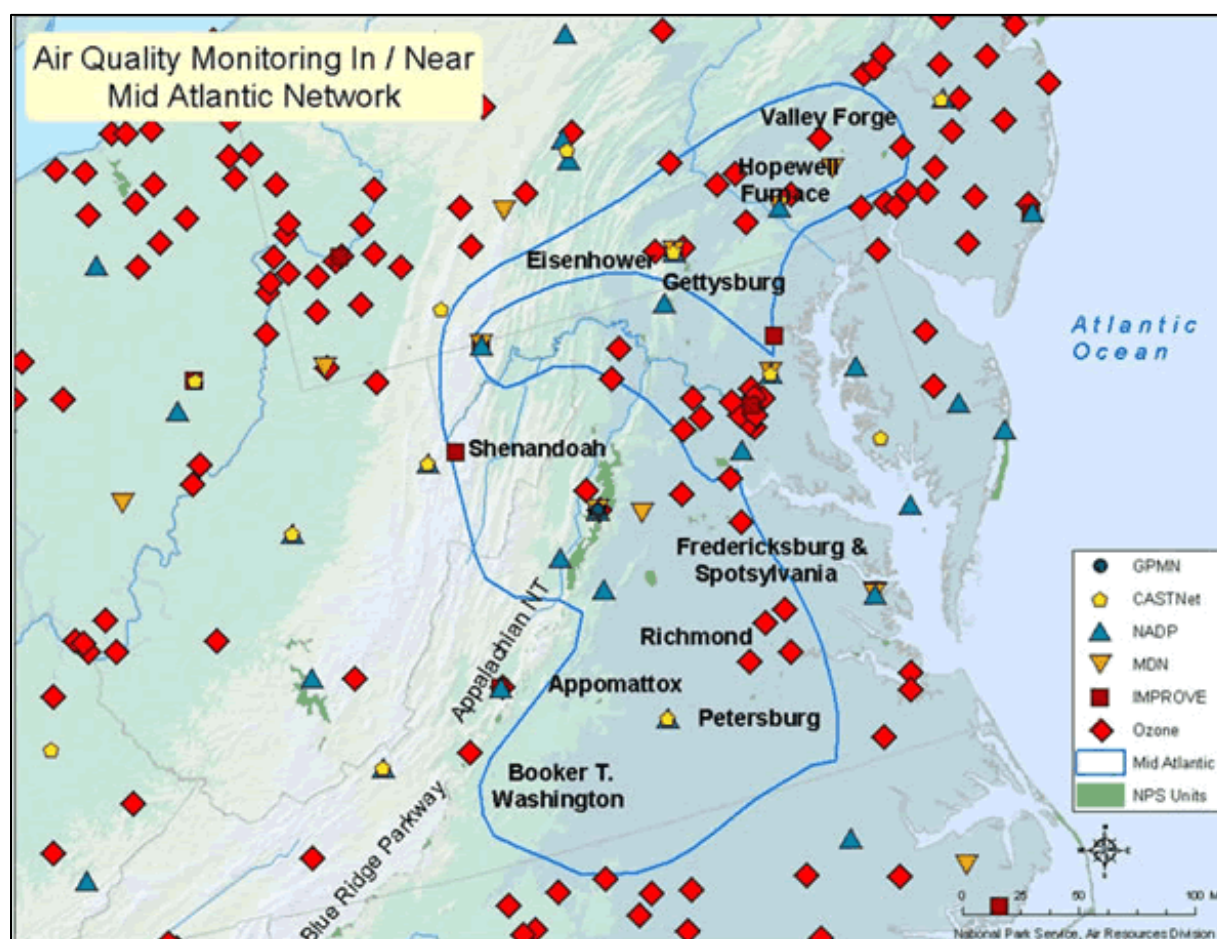 Air Quality Monitoring In / Near
Mid Atlantic Network
Valley Forge
Hopewell
Furnace
Eisenhower
Gettysburg
Atlantic
Ocean
Shenandoah
Fredericksburg &
Spotsylvania
Richmond
Appalachian NT
Appomattox
Petersburg
Booker T.
Washington
Blue Ridge Parkway
GPMN
CASTNet
NADP
MDN
IMPROVE
Ozone
Mid Atlantic
NPS Units
0 25 50 100 M
National Park Service, Air Resources Division